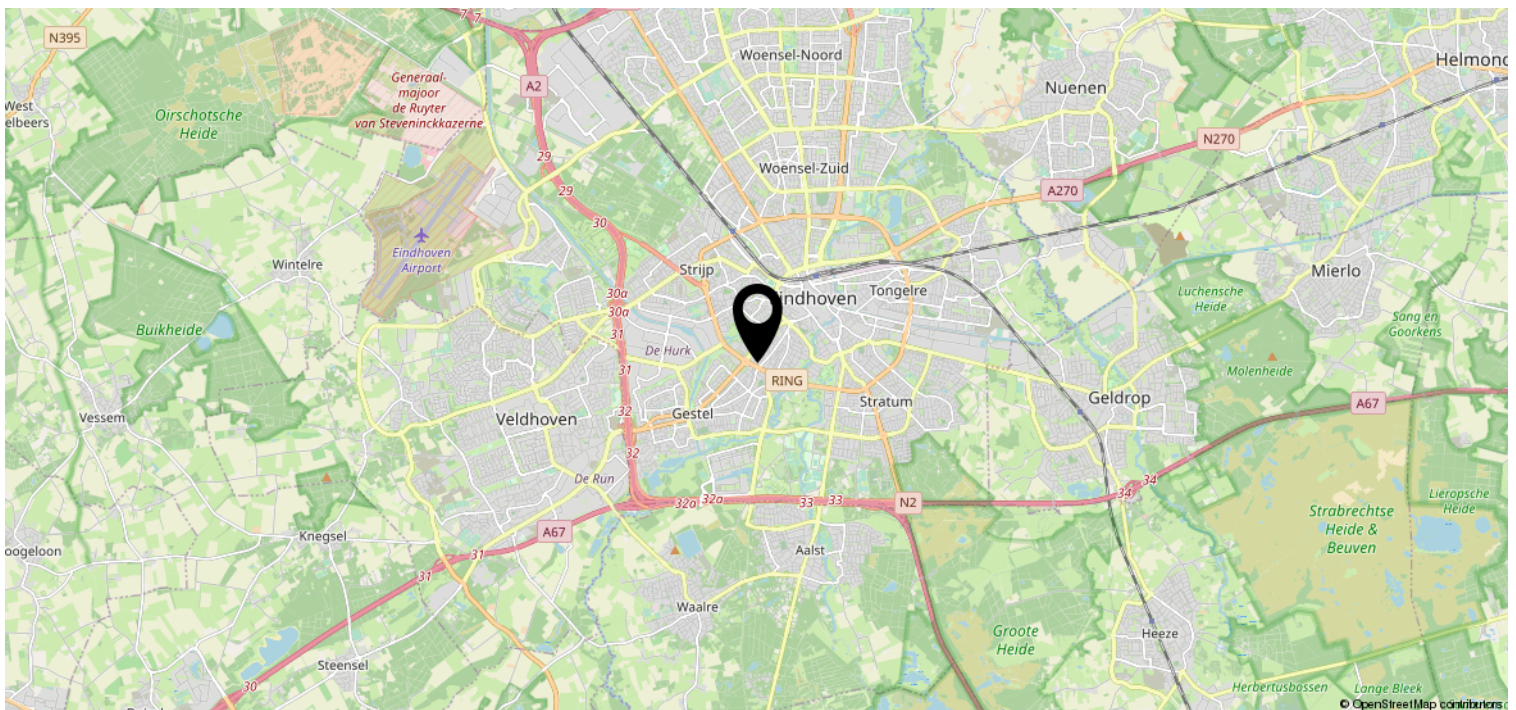 7
7
N395
Woensel-Noord
Helmond
Generaal-
majoor
de Ruyter
van Steveninckkazerne
A2
Nuenen
West
elbeers
Oirschotsche
Heide
N270
29
Woensel-Zuid
29
A270
30
Eindhoven
Airport
Wintelre
Strijp
Mierlo
Tongelre
indhoven
Luchensche
Heide
30a
30a
Buikheide
31
Sang en
Goorkens
De Hurk
31
Molenheide
RING
Geldrop
Stratum
A67
32
Gestel
Vessem
Veldhoven
32
De Run
34
34
32a
32a
33
33
N2
Lieropsche
Heide
Strabrechtse
Heide &
Beuven
A67
Knegsel
oogeloon
31
Aalst
31
Waalre
Groote
Heide
Heeze
Steensel
30
Herbertusbossen
Lange Bleek
© OpenStreetMap contributors